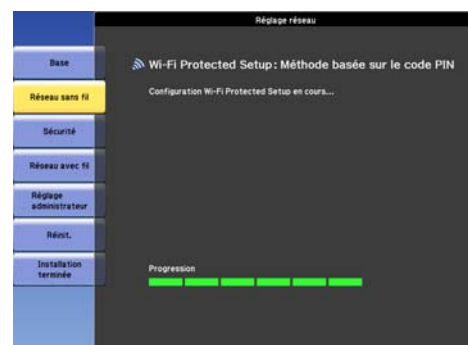 Réglage réseau
Base
Réseau sans fil
Sécurité
Réseau avec fil
Réglage
administrateur
Réinit.
Installation
terminée
Wi-Fi Protected Setup: Méthode basée sur le code PIN
Configuration Wi-Fi Protected Setup en cours...
Progression